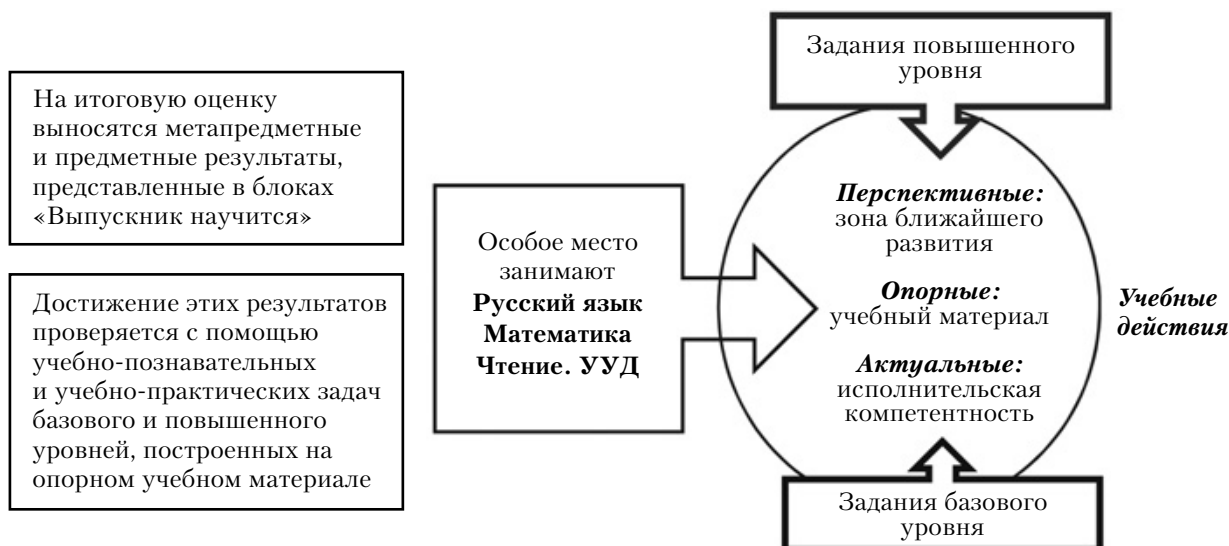 На итоговую оценку
выносятся метапредметные
и предметные результаты,
представленные в блоках
«Выпускник научится»
Достижение этих результатов
проверяется с помощью
учебно-познавательных
и учебно-практических задач
базового и повышенного
уровней, построенных на
опорном учебном материале
Особое место
занимают
Русский язык
Математика
Чтение. УУД
Задания повышенного
уровня
Перспективные:
зона ближайшего
развития
Опорные:
учебный материал
Актуальные:
исполнительская
компетентность
Учебные
действия
Задания базового
уровня